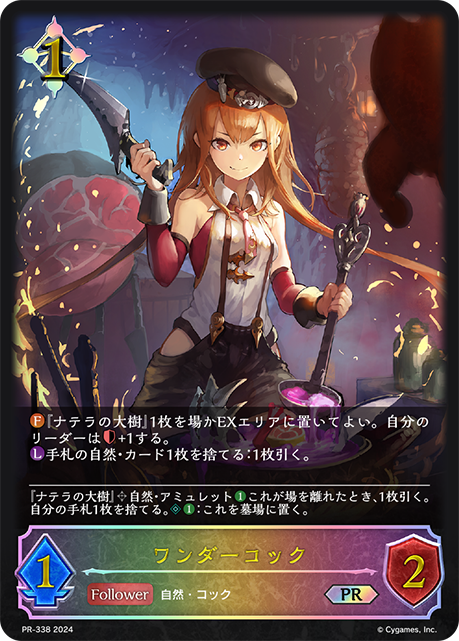 1
F『ナテラの大樹』1枚を場かEXエリアに置いてよい。自分の
リーダーは+1する。
L手札の自然・カード1枚を捨てる：1枚引く。
『ナテラの大樹』自然・アミュレット1これが場を離れたとき、1枚引く。
自分の手札1枚を捨てる。1：これを墓場に置く。
ワンダーコック
1
2
Follower 自然・コック
PR
PR-338 2024
© Cygames, Inc.